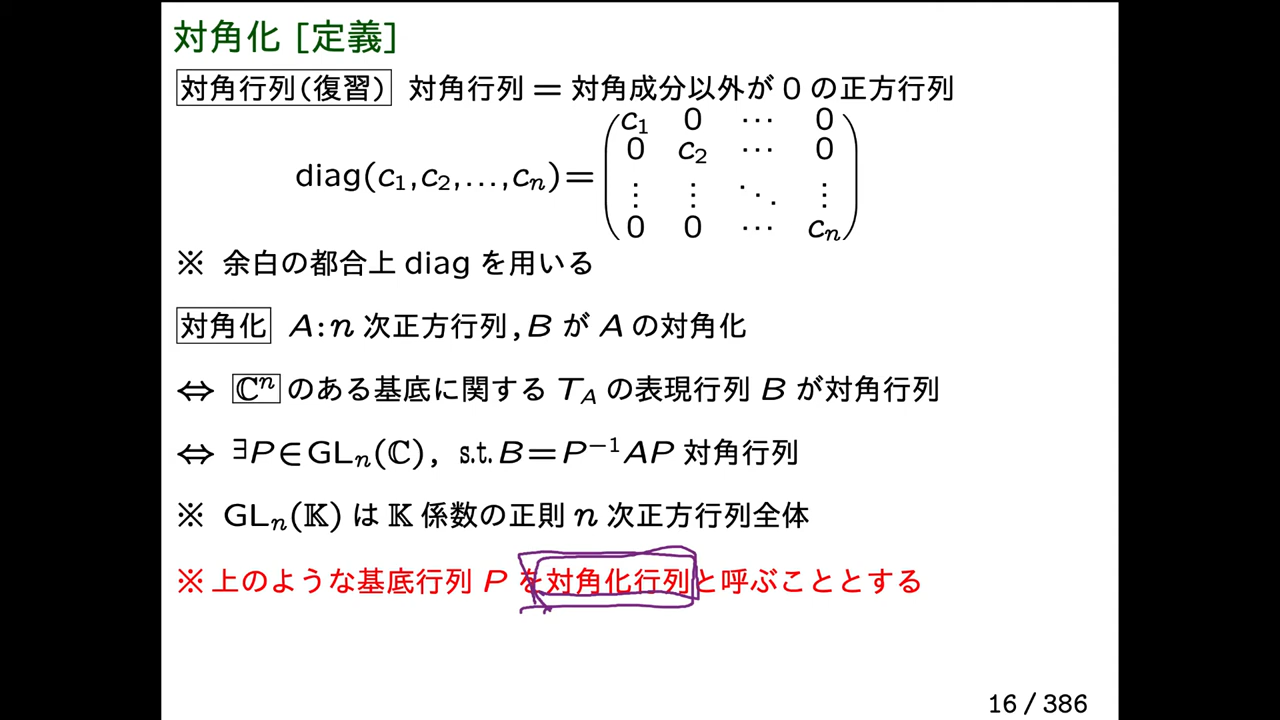 対角化 [定義]
対角行列(復習) 対角行列 = 対角成分以外が 0 の正方行列
c₁ 0 ⋯ 0
0 c₂ ⋯ 0
diag(c₁,c₂,...,cₙ)=
⋮ ⋮ ⋱ ⋮
0 0 ⋯ cₙ
※ 余白の都合上 diag を用いる
対角化 A:n 次正方行列,B が A の対角化
⇔ ℂⁿ のある基底に関する T_A の表現行列 B が対角行列
⇔ ∃P∈GLₙ(ℂ), s.t. B=P⁻¹AP 対角行列
※ GLₙ(𝕂) は 𝕂 係数の正則 n 次正方行列全体
※ 上のような基底行列 P を対角化行列と呼ぶこととする
16 / 386